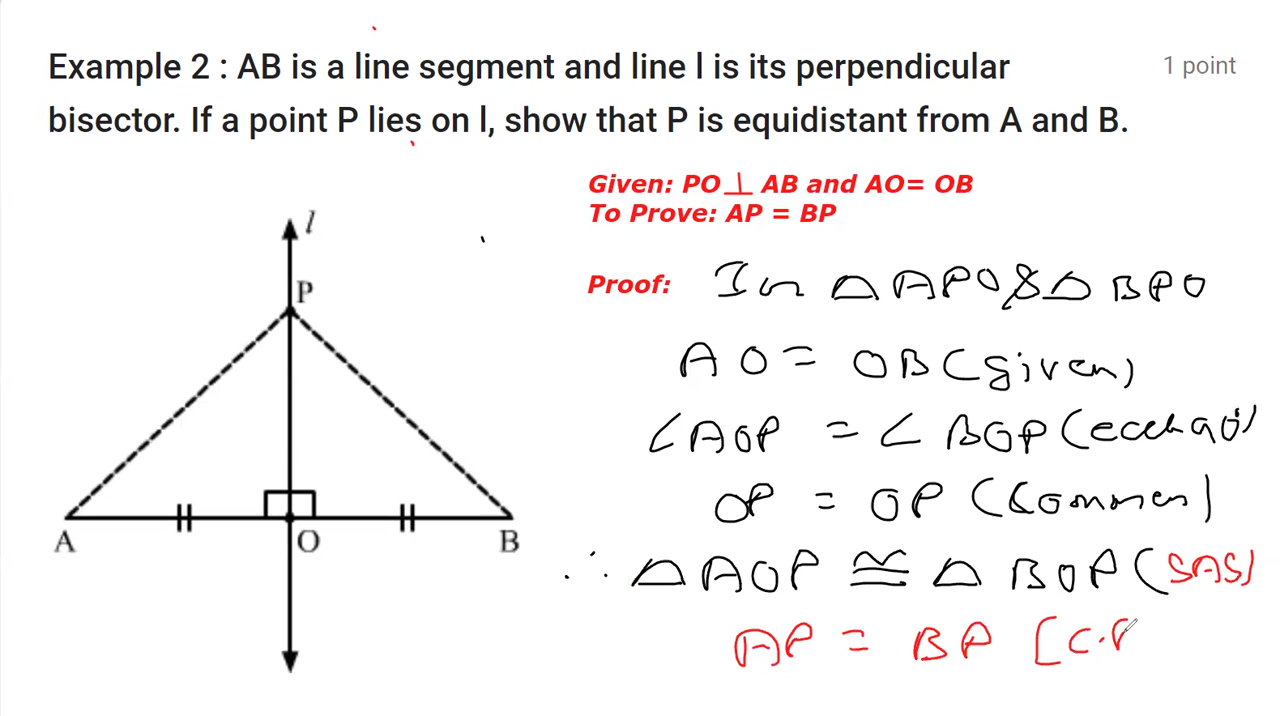 Example 2 : AB is a line segment and line l is its perpendicular
1 point
bisector. If a point P lies on l, show that P is equidistant from A and B.
Given: PO ⊥ AB and AO= OB
To Prove: AP = BP
Proof: In △ APO & △ BPO
AO = OB (given)
∠AOP = ∠BOP (each 90°)
OP = OP (Common)
∴ △AOP ≅ △BOP (SAS)
AP = BP [C.P
l
P
A
O
B